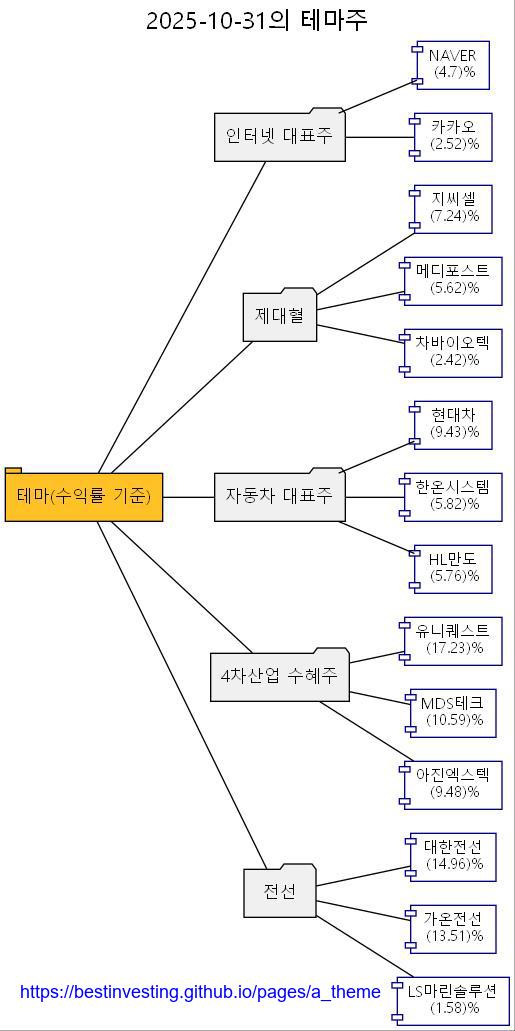 2025-10-31의 테마주
테마(수익률 기준)
인터넷 대표주
NAVER
(4.7)%
카카오
(2.52)%
제대혈
지씨셀
(7.24)%
메디포스트
(5.62)%
차바이오텍
(2.42)%
자동차 대표주
현대차
(9.43)%
한온시스템
(5.82)%
HL만도
(5.76)%
4차산업 수혜주
유니퀘스트
(17.23)%
MDS테크
(10.59)%
아진엑스텍
(9.48)%
전선
대한전선
(14.96)%
가온전선
(13.51)%
LS마린솔루션
(1.58)%
https://bestinvesting.github.io/pages/a_theme